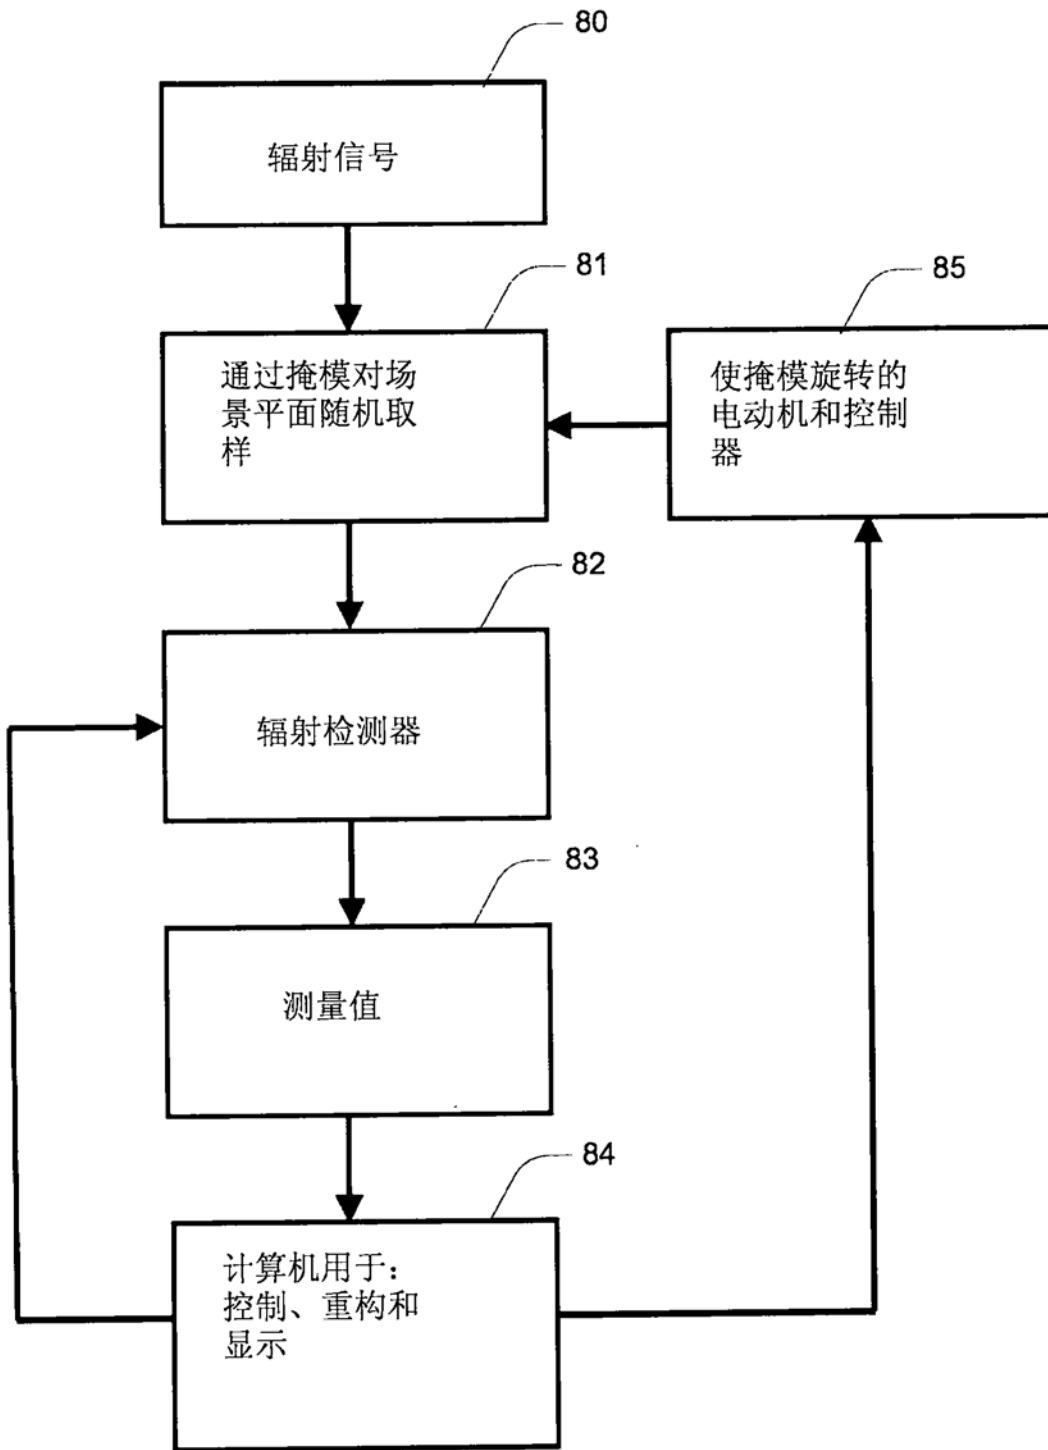 80
辐射信号
81
通过掩模对场
景平面随机取
样
85
使掩模旋转的
电动机和控制
器
82
辐射检测器
83
测量值
84
计算机用于：
控制、重构和
显示